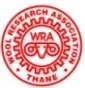 WOOL RESEARCH ASSOCIATION
WRA
THANE